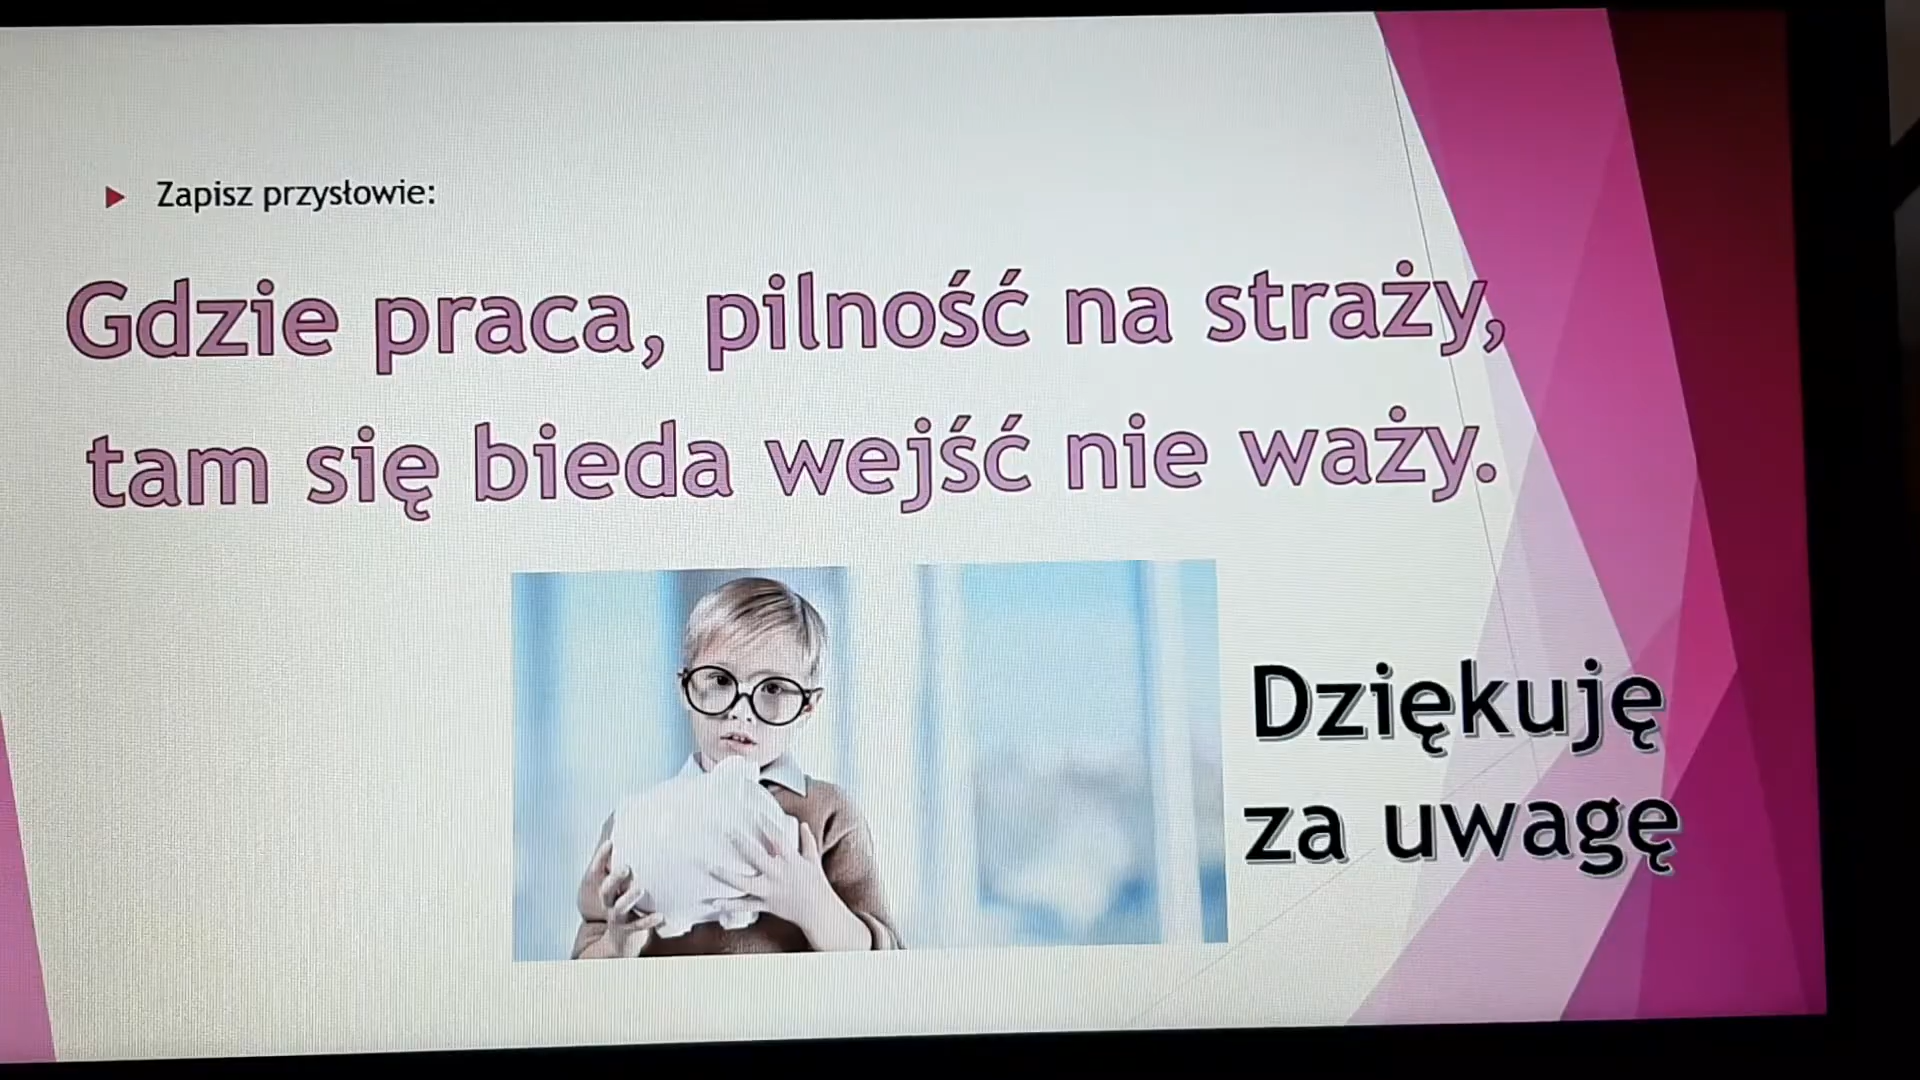 Zapisz przysłowie:
Gdzie praca, pilność na straży,
tam się bieda wejść nie waży.
Dziękuję
za uwagę